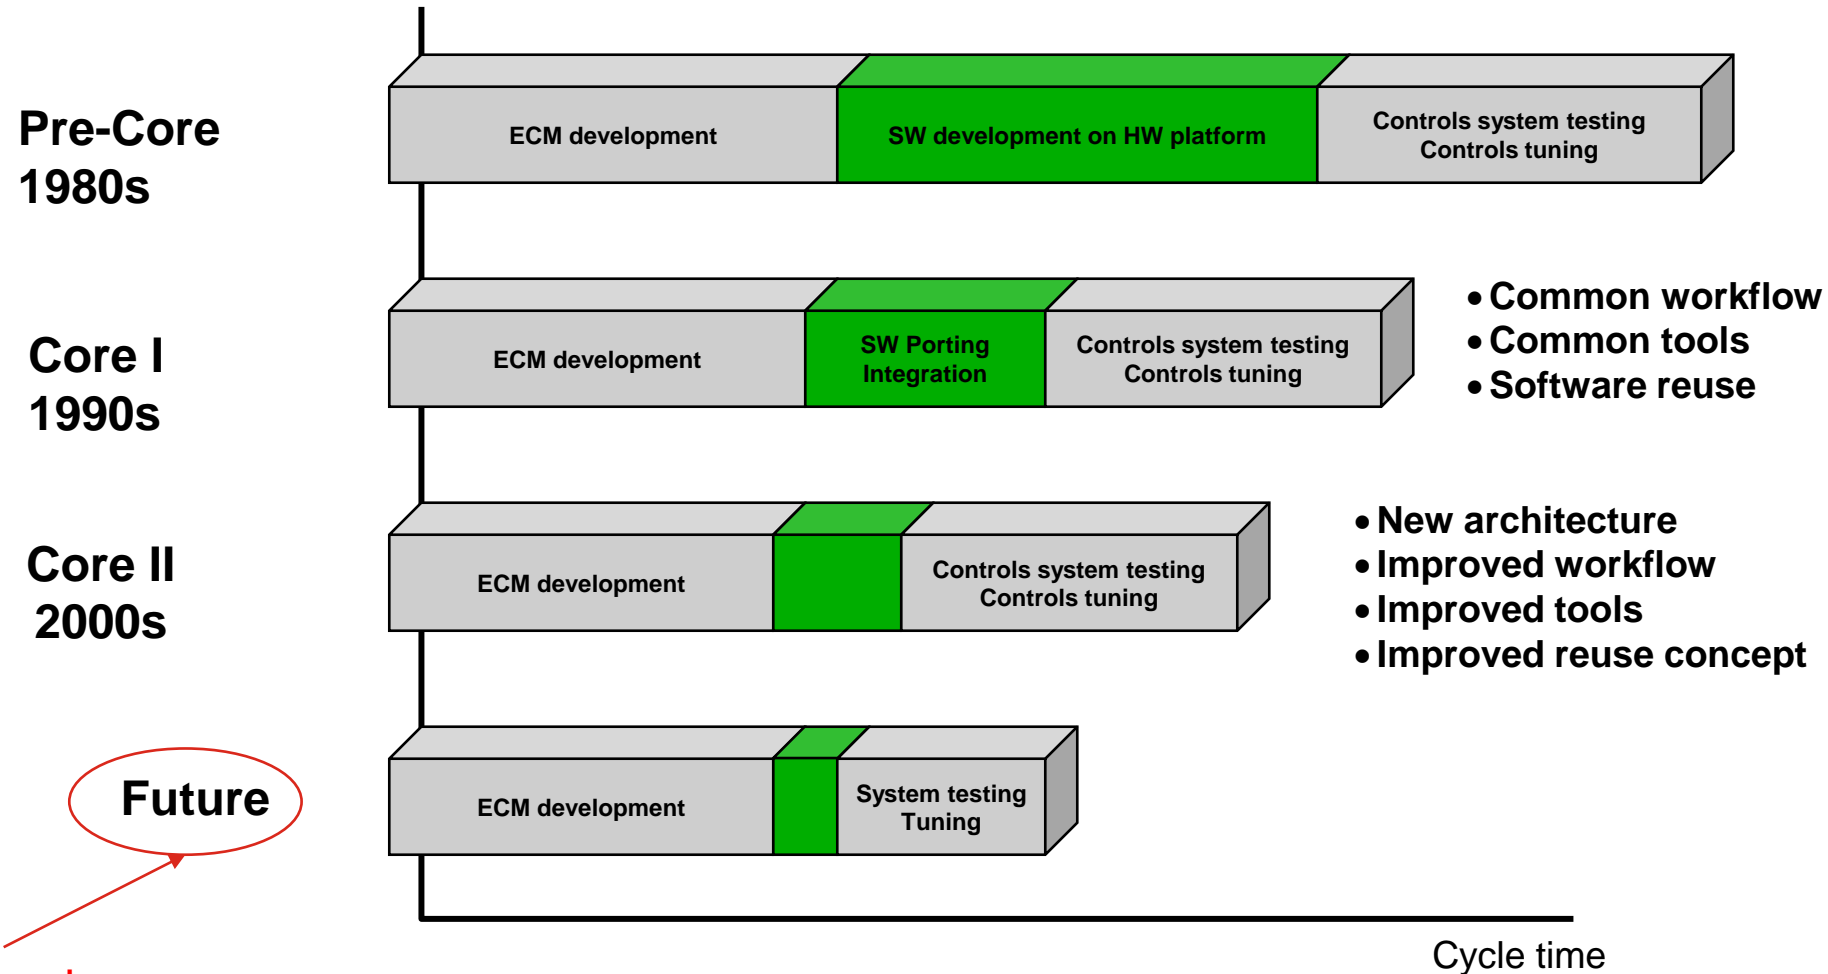 Pre-Core
1980s
ECM development
SW development on HW platform
Controls system testing
Controls tuning
Core I
1990s
ECM development
SW Porting
Integration
Controls system testing
Controls tuning
• Common workflow
• Common tools
• Software reuse
Core II
2000s
ECM development
Controls system testing
Controls tuning
• New architecture
• Improved workflow
• Improved tools
• Improved reuse concept
Future
ECM development
System testing
Tuning
Cycle time